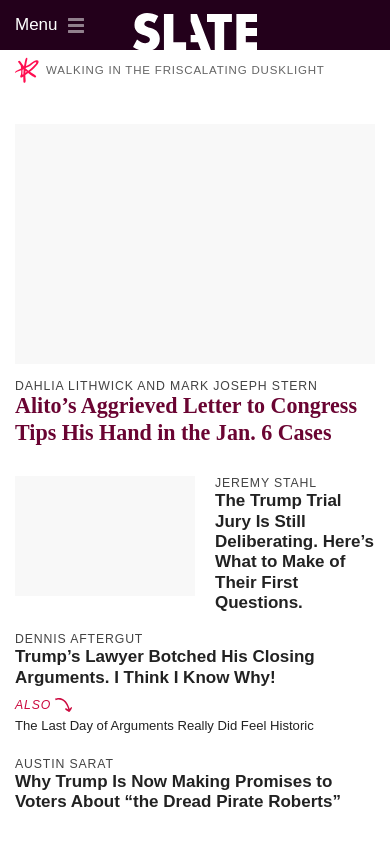 Menu
SLATE
WALKING IN THE FRISCALATING DUSKLIGHT
DAHLIA LITHWICK AND MARK JOSEPH STERN
Alito’s Aggrieved Letter to Congress
Tips His Hand in the Jan. 6 Cases
JEREMY STAHL
The Trump Trial
Jury Is Still
Deliberating. Here’s
What to Make of
Their First
Questions.
DENNIS AFTERGUT
Trump’s Lawyer Botched His Closing
Arguments. I Think I Know Why!
ALSO
The Last Day of Arguments Really Did Feel Historic
AUSTIN SARAT
Why Trump Is Now Making Promises to
Voters About “the Dread Pirate Roberts”